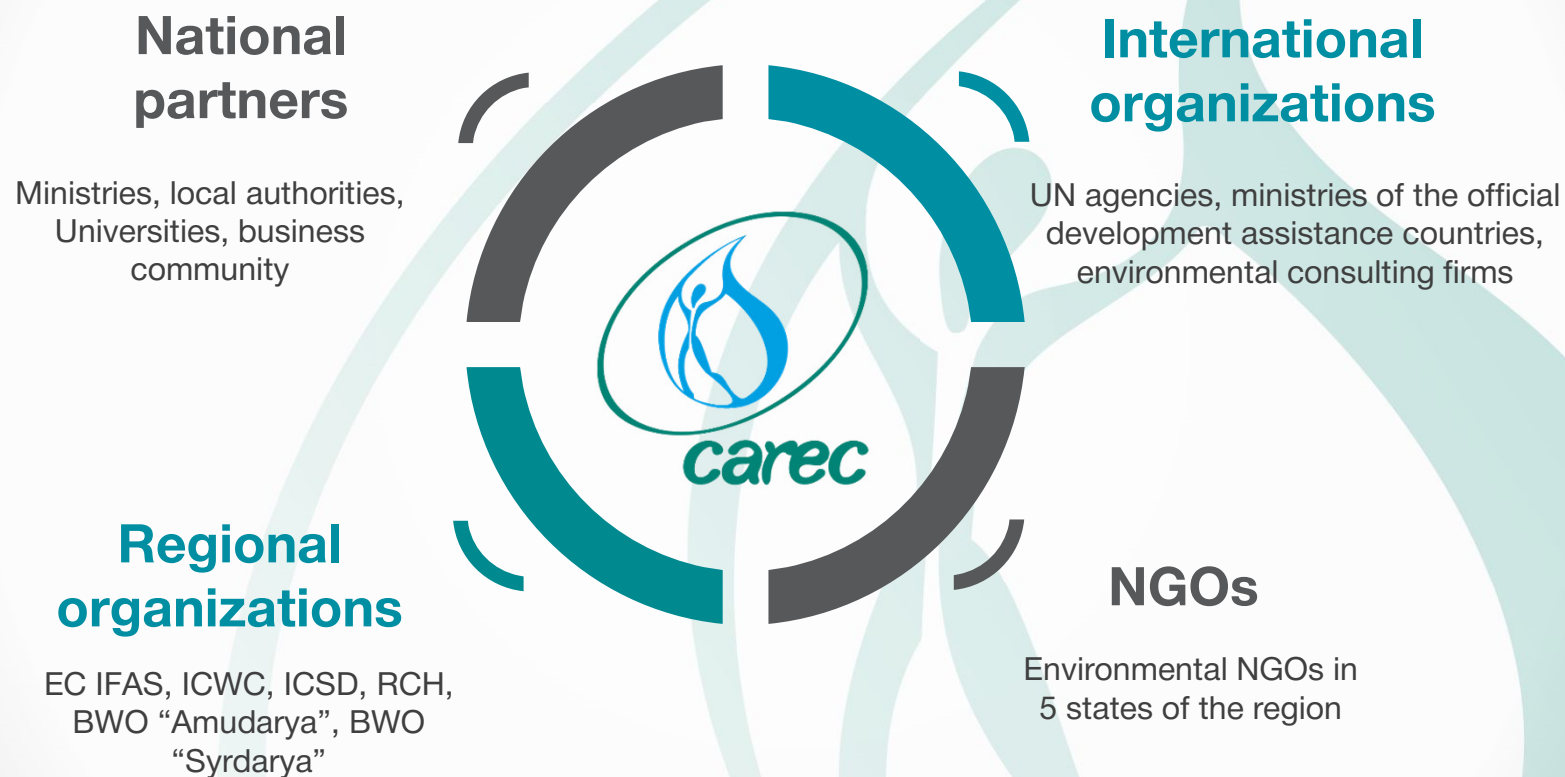 National
partners
Ministries, local authorities,
Universities, business
community
International
organizations
UN agencies, ministries of the official
development assistance countries,
environmental consulting firms
carec
Regional
organizations
EC IFAS, ICWC, ICSD, RCH,
BWO “Amudarya”, BWO
“Syrdarya”
NGOs
Environmental NGOs in
5 states of the region